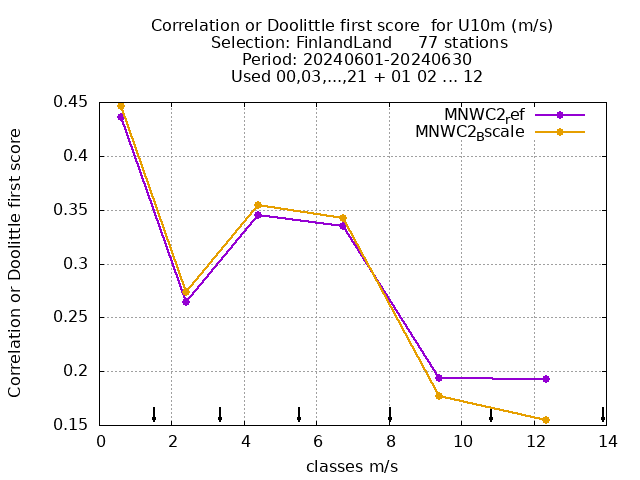 Correlation or Doolittle first score  for U10m (m/s)
Selection: FinlandLand     77 stations
Period: 20240601-20240630
Used 00,03,...,21 + 01 02 ... 12
MNWC2ref
MNWC2Bscale
0.45
0.4
0.35
0.3
0.25
0.2
0.15
Correlation or Doolittle first score
0 2 4 6 8 10 12 14
classes m/s